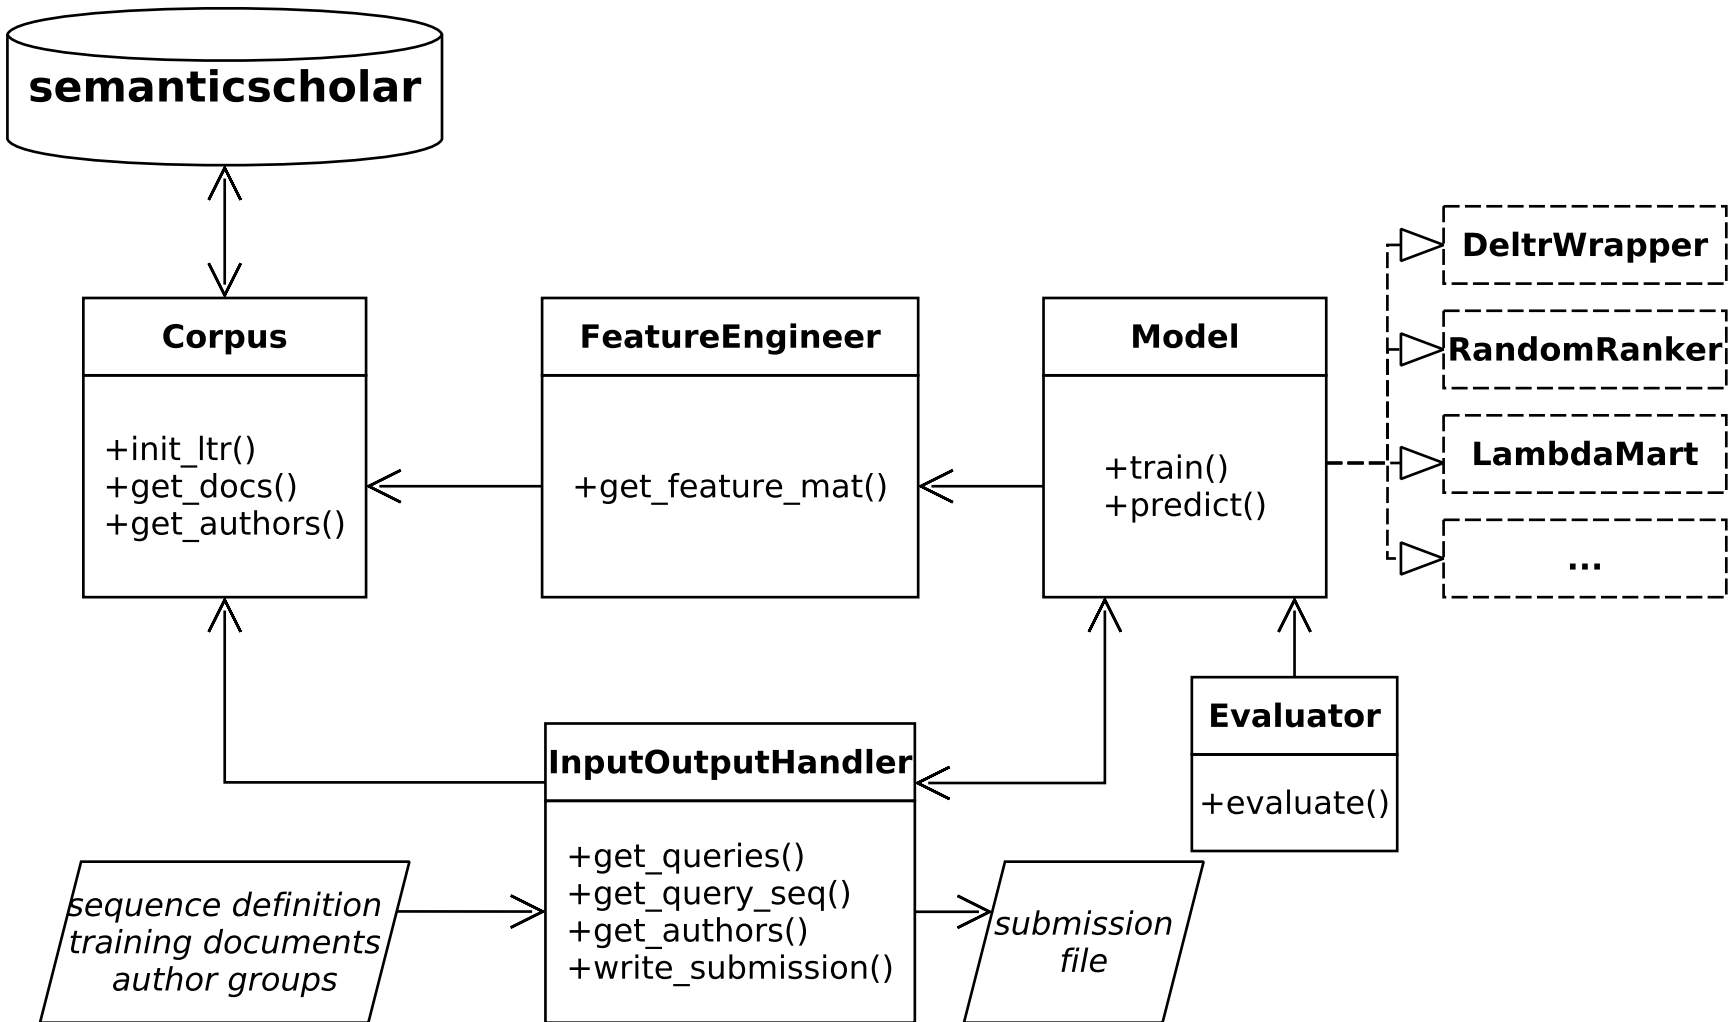 semanticscholar
Corpus
+init_ltr()
+get_docs()
+get_authors()
FeatureEngineer
+get_feature_mat()
Model
+train()
+predict()
DeltrWrapper
RandomRanker
LambdaMart
...
Evaluator
+evaluate()
InputOutputHandler
+get_queries()
+get_query_seq()
+get_authors()
+write_submission()
sequence definition
training documents
author groups
submission
file